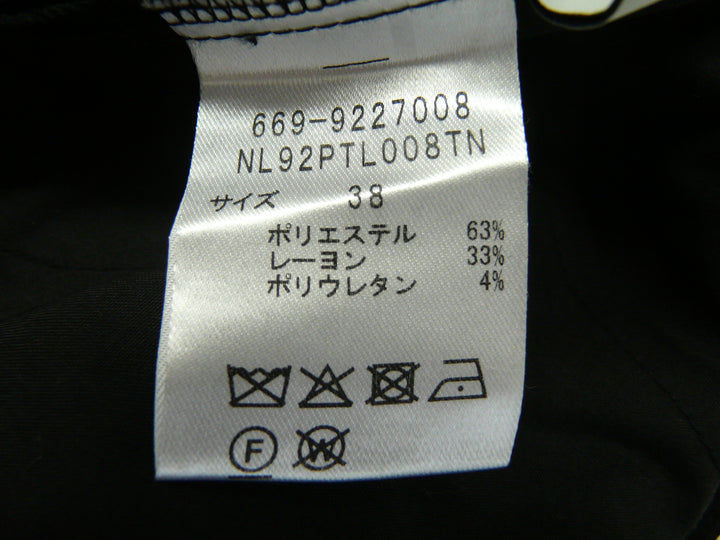 669-9227008
NL92PTL008TN
サイズ 38
ポリエステル 63%
レーヨン 33%
ポリウレタン 4%
F W